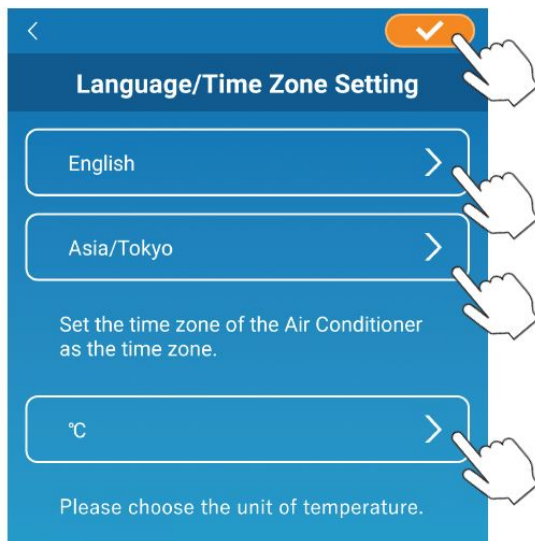 Language/Time Zone Setting
English
Asia/Tokyo
Set the time zone of the Air Conditioner
as the time zone.
℃
Please choose the unit of temperature.